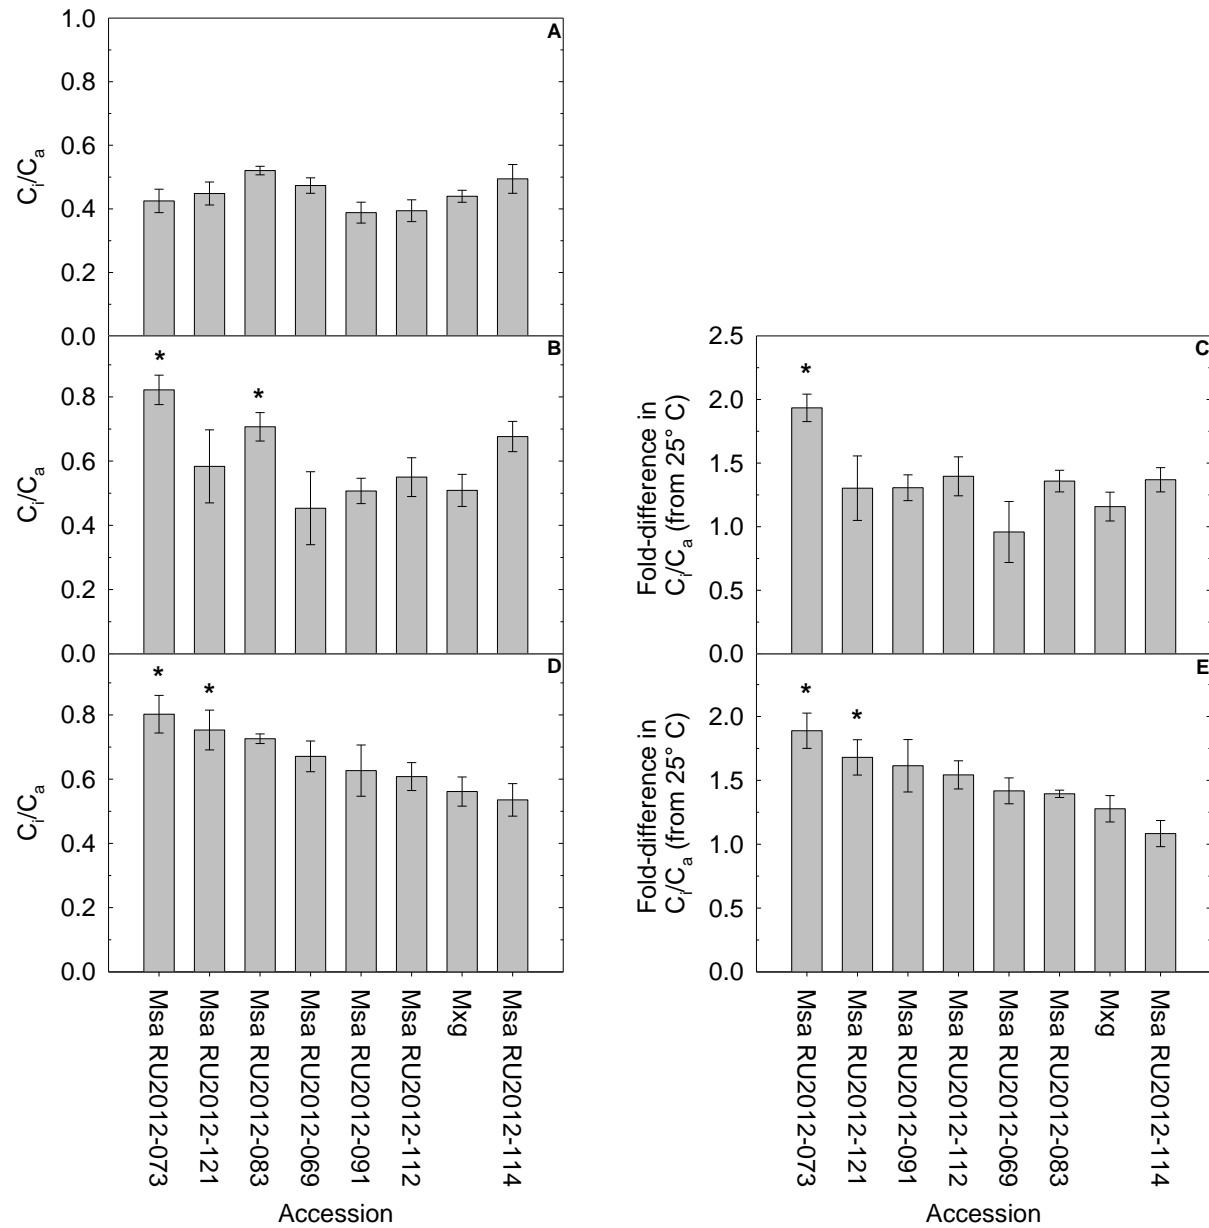 A
1.0
0.8
0.6
0.4
0.2
0.0
Ci/Ca
B
*
*
0.8
0.6
0.4
0.2
0.0
Ci/Ca
C
*
2.5
2.0
1.5
1.0
0.5
0.0
Fold-difference in
Ci/Ca (from 25° C)
D
*
*
0.8
0.6
0.4
0.2
0.0
Ci/Ca
E
*
*
2.0
1.5
1.0
0.5
0.0
Fold-difference in
Ci/Ca (from 25° C)
Msa RU2012-073
Msa RU2012-121
Msa RU2012-083
Msa RU2012-069
Msa RU2012-091
Msa RU2012-112
Mxg
Msa RU2012-114
Accession
Msa RU2012-073
Msa RU2012-121
Msa RU2012-091
Msa RU2012-112
Msa RU2012-069
Msa RU2012-083
Mxg
Msa RU2012-114
Accession